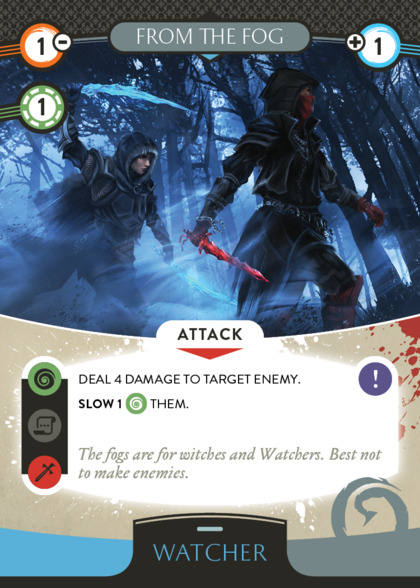 FROM THE FOG
1 -
+ 1
1
ATTACK
DEAL 4 DAMAGE TO TARGET ENEMY.
!
SLOW 1 THEM.
The fogs are for witches and Watchers. Best not
to make enemies.
WATCHER